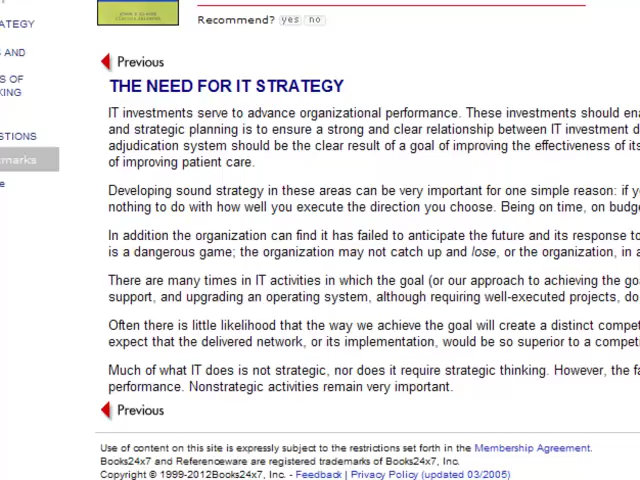 ATEGY
Recommend? yes no
S AND
S OF
KING
STIONS
kmarks
e
Previous
THE NEED FOR IT STRATEGY
IT investments serve to advance organizational performance. These investments should ena
and strategic planning is to ensure a strong and clear relationship between IT investment d
adjudication system should be the clear result of a goal of improving the effectiveness of its
of improving patient care.
Developing sound strategy in these areas can be very important for one simple reason: if yo
nothing to do with how well you execute the direction you choose. Being on time, on budge
In addition the organization can find it has failed to anticipate the future and its response to
is a dangerous game; the organization may not catch up and lose, or the organization, in a
There are many times in IT activities in which the goal (or our approach to achieving the goa
support, and upgrading an operating system, although requiring well-executed projects, do
Often there is little likelihood that the way we achieve the goal will create a distinct compet
expect that the delivered network, or its implementation, would be so superior to a competi
Much of what IT does is not strategic, nor does it require strategic thinking. However, the fa
performance. Nonstrategic activities remain very important.
Previous
Use of content on this site is expressly subject to the restrictions set forth in the Membership Agreement.
Books24x7 and Referenceware are registered trademarks of Books24x7, Inc.
Copyright © 1999-2012Books24x7, Inc. - Feedback | Privacy Policy (updated 03/2005)